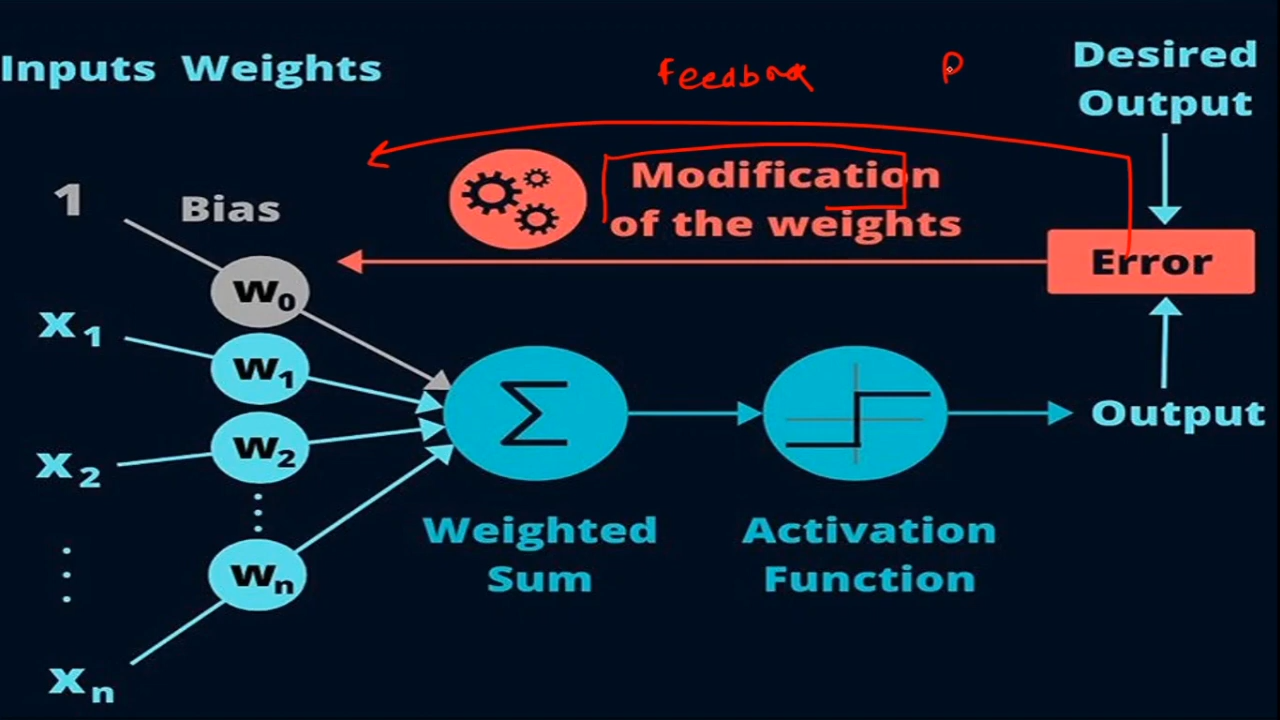 Inputs Weights
Feedback P
Desired
Output
Modification
of the weights
1
Bias
Error
w0
x1
w1
Σ
Output
w2
x2
Weighted
Sum
Activation
Function
wn
xn